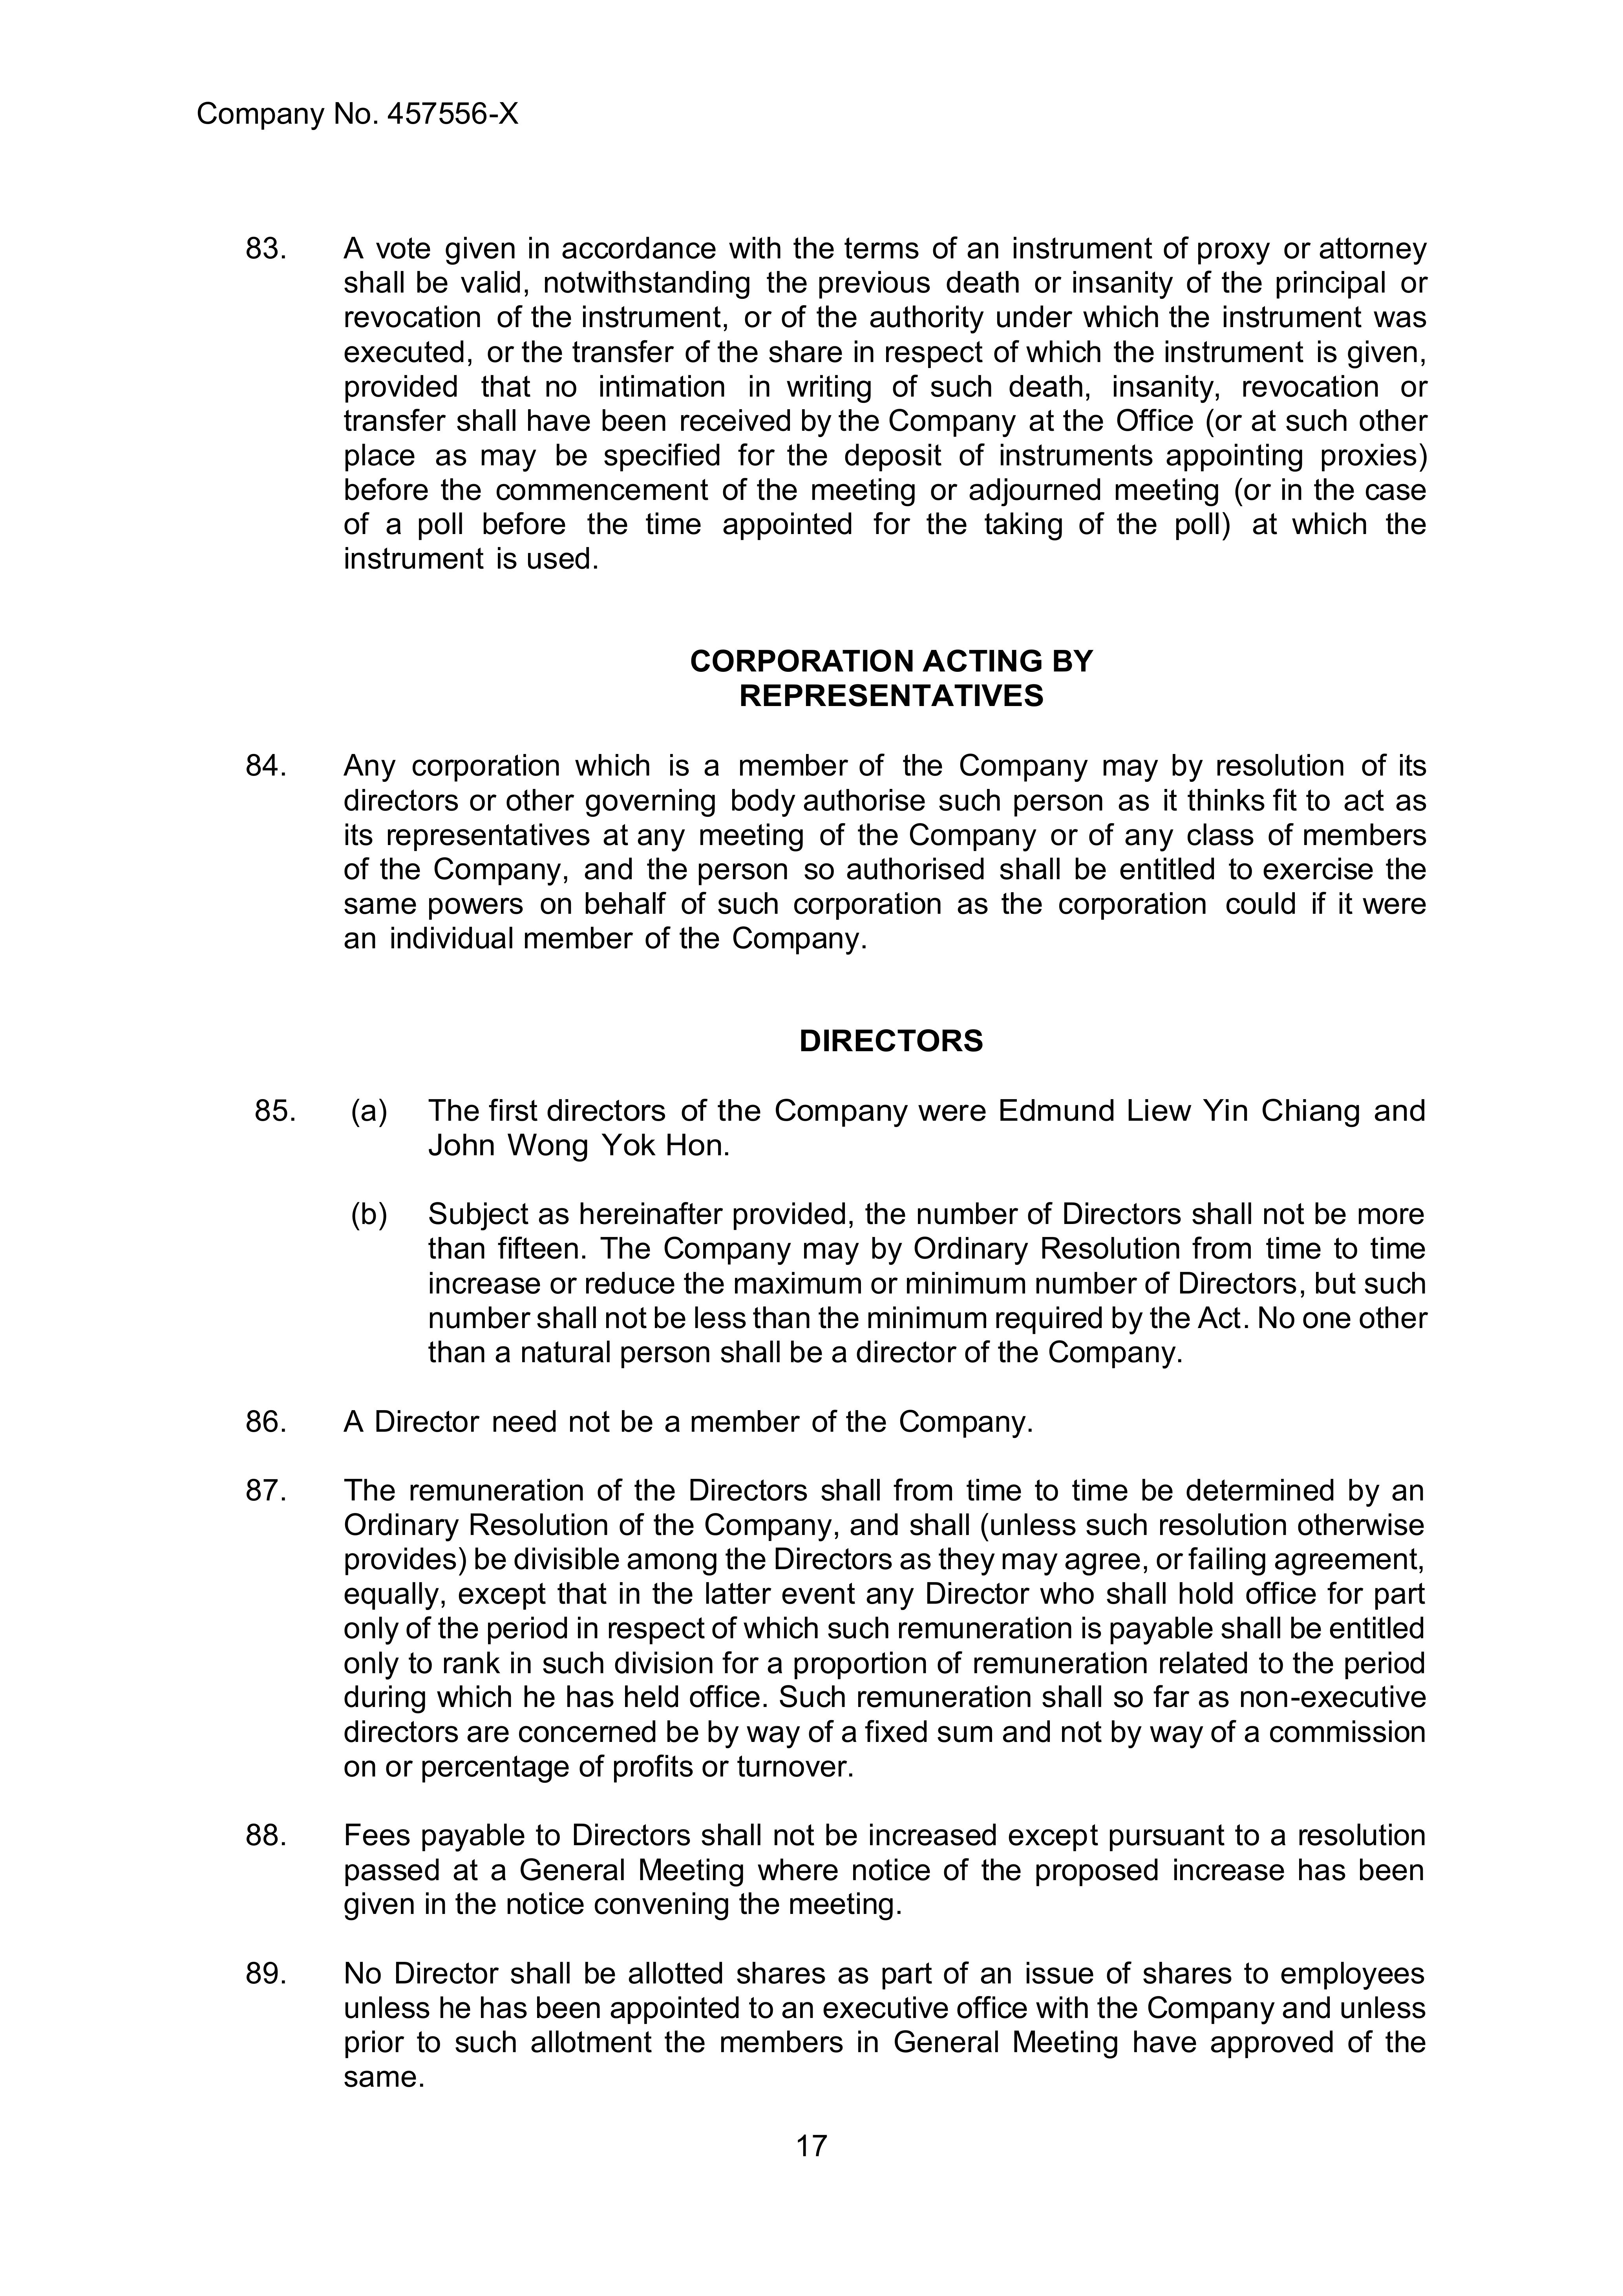 Company No. 457556-X
83. A vote given in accordance with the terms of an instrument of proxy or attorney
shall be valid, notwithstanding the previous death or insanity of the principal or
revocation of the instrument, or of the authority under which the instrument was
executed, or the transfer of the share in respect of which the instrument is given,
provided that no intimation in writing of such death, insanity, revocation or
transfer shall have been received by the Company at the Office (or at such other
place as may be specified for the deposit of instruments appointing proxies)
before the commencement of the meeting or adjourned meeting (or in the case
of a poll before the time appointed for the taking of the poll) at which the
instrument is used.
CORPORATION ACTING BY
REPRESENTATIVES
84. Any corporation which is a member of the Company may by resolution of its
directors or other governing body authorise such person as it thinks fit to act as
its representatives at any meeting of the Company or of any class of members
of the Company, and the person so authorised shall be entitled to exercise the
same powers on behalf of such corporation as the corporation could if it were
an individual member of the Company.
DIRECTORS
85. (a) The first directors of the Company were Edmund Liew Yin Chiang and
John Wong Yok Hon.
(b) Subject as hereinafter provided, the number of Directors shall not be more
than fifteen. The Company may by Ordinary Resolution from time to time
increase or reduce the maximum or minimum number of Directors, but such
number shall not be less than the minimum required by the Act. No one other
than a natural person shall be a director of the Company.
86. A Director need not be a member of the Company.
87. The remuneration of the Directors shall from time to time be determined by an
Ordinary Resolution of the Company, and shall (unless such resolution otherwise
provides) be divisible among the Directors as they may agree, or failing agreement,
equally, except that in the latter event any Director who shall hold office for part
only of the period in respect of which such remuneration is payable shall be entitled
only to rank in such division for a proportion of remuneration related to the period
during which he has held office. Such remuneration shall so far as non-executive
directors are concerned be by way of a fixed sum and not by way of a commission
on or percentage of profits or turnover.
88. Fees payable to Directors shall not be increased except pursuant to a resolution
passed at a General Meeting where notice of the proposed increase has been
given in the notice convening the meeting.
89. No Director shall be allotted shares as part of an issue of shares to employees
unless he has been appointed to an executive office with the Company and unless
prior to such allotment the members in General Meeting have approved of the
same.
17